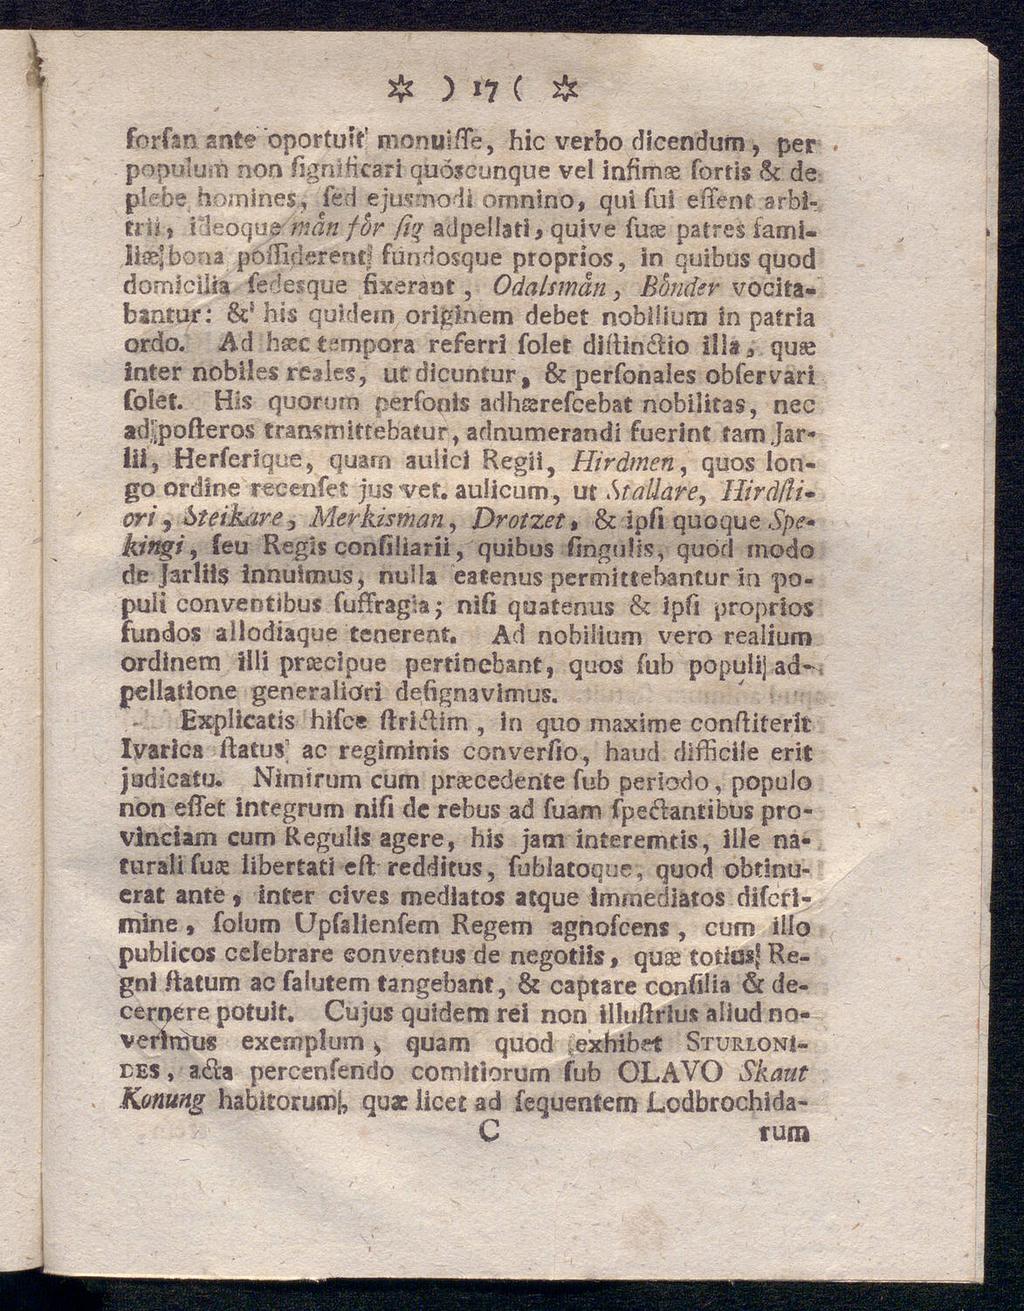 ✡ ) 17 ( ✡
forſan ante oportuit monuiſſe, hic verbo dicendum, per
populum non ſignificari quóscunque vel infimæ ſortis & de
plebe homines, ſed ejusmodi omnino, qui ſui eſſent arbi-
trii, ideoque mån fôr ſig adpellati, quive ſuæ patres fami-
liæ bona poſſiderent fundosque proprios, in quibus quod
domicilia ſedesque fixerant, Odalsmån, Bônder vocita-
bantur: & his quidem originem debet nobilium in patria
ordo. Ad hæc tempora referri ſolet diſtinctio illa, quæ
inter nobiles reales, ut dicuntur, & perſonales obſervari
ſolet. His quorum perſonis adhæreſcebat nobilitas, nec
ad poſteros transmittebatur, adnumerandi fuerint tam Jar-
lii, Herſerique, quam aulici Regii, Hirdmen, quos lon-
go ordine recenſet jus vet. aulicum, ut Stallare, Hirdſti-
ori, Steikare, Merkisman, Drotzet, & ipſi quoque Spe-
kingi, ſeu Regis conſiliarii, quibus ſingulis, quod modo
de Jarliis innuimus, nulla eatenus permittebantur in po-
puli conventibus ſuffragia; niſi quatenus & ipſi proprios
fundos allodiaque tenerent. Ad nobilium vero realium
ordinem illi præcipue pertinebant, quos ſub populi ad-
pellatione generaliori deſignavimus.
Explicatis hiſce ſtrictim, in quo maxime conſtiterit
Ivarica ſtatus ac regiminis converſio, haud difficile erit
judicatu. Nimirum cum præcedente ſub periodo, populo
non eſſet integrum niſi de rebus ad ſuam ſpectantibus pro-
vinciam cum Regulis agere, his jam interemtis, ille na-
turali ſuæ libertati eſt redditus, ſublatoque, quod obtinu-
erat ante, inter cives mediatos atque immediatos diſcri-
mine, ſolum Upſalienſem Regem agnoſcens, cum illo
publicos celebrare conventus de negotiis, quæ totius Re-
gni ſtatum ac ſalutem tangebant, & captare conſilia & de-
cernere potuit. Cujus quidem rei non illuſtrius aliud no-
verimus exemplum, quam quod exhibet STURLONI-
DES, acta percenſendo comitiorum ſub OLAVO Skaut
Konung habitorum, quæ licet ad ſequentem Lodbrochida-
C rum